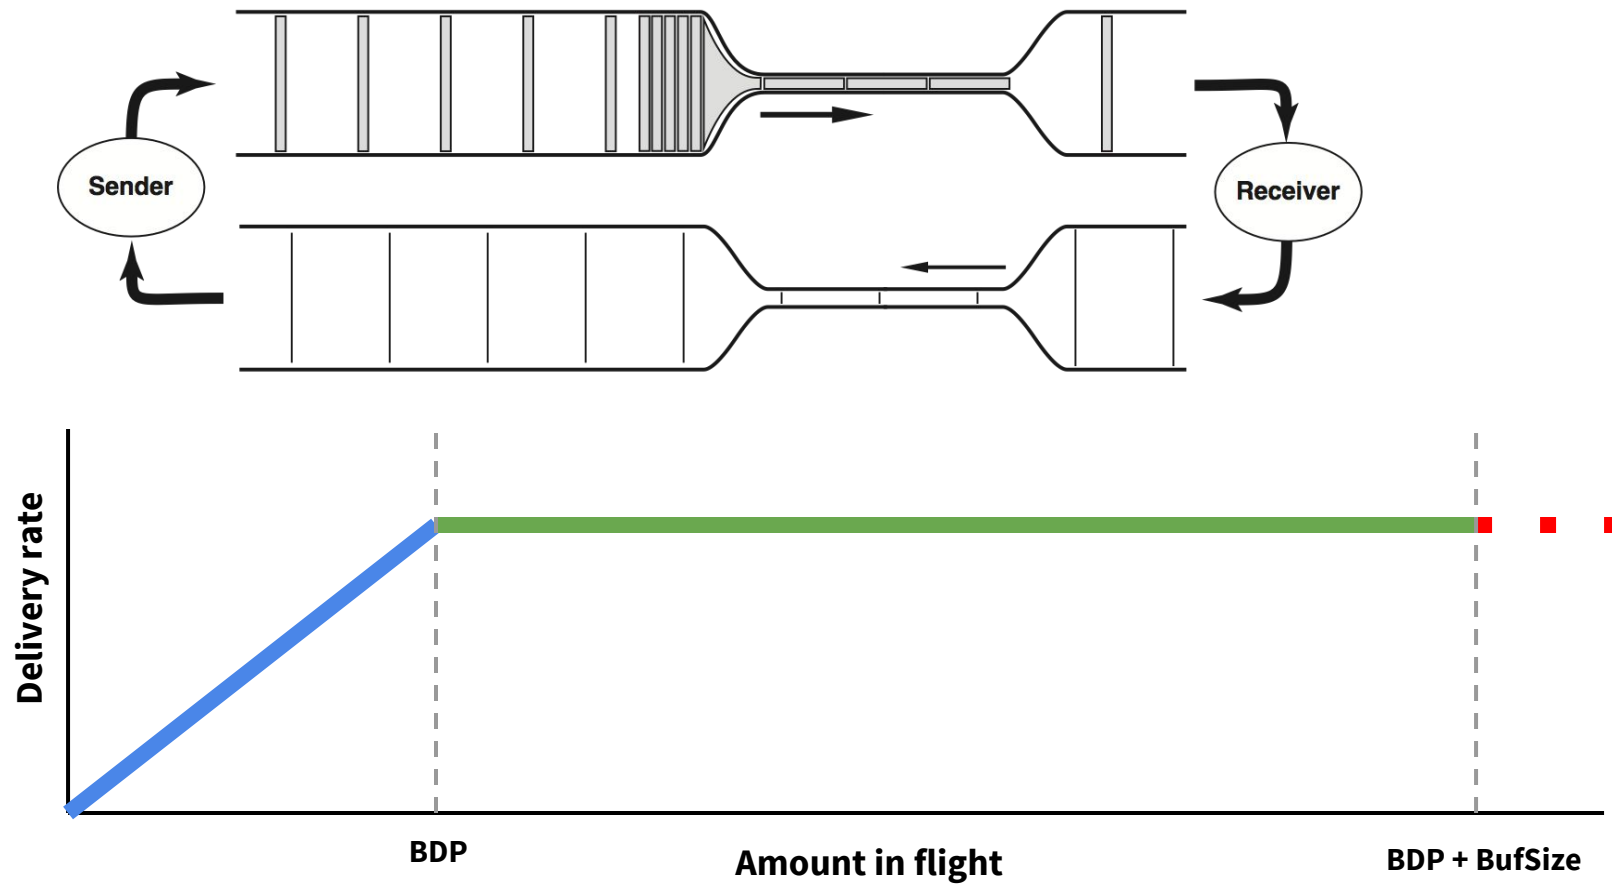 Sender
Receiver
Delivery rate
BDP
Amount in flight
BDP + BufSize